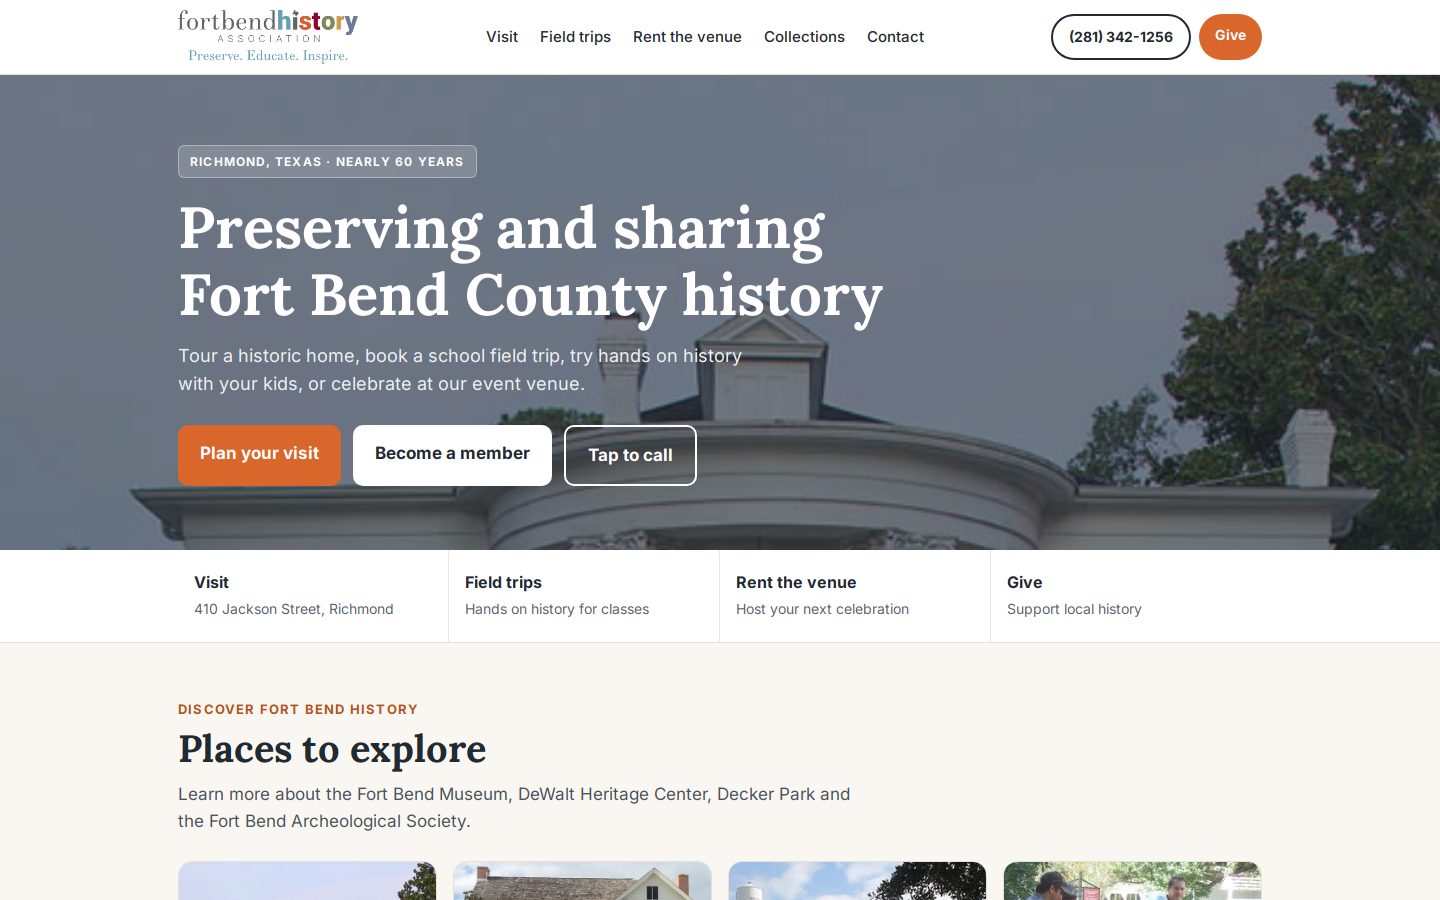 fortbendhistory
ASSOCIATION
Preserve. Educate. Inspire.
Visit
Field trips
Rent the venue
Collections
Contact
(281) 342-1256
Give
RICHMOND, TEXAS · NEARLY 60 YEARS
Preserving and sharing
Fort Bend County history
Tour a historic home, book a school field trip, try hands on history
with your kids, or celebrate at our event venue.
Plan your visit
Become a member
Tap to call
Visit
410 Jackson Street, Richmond
Field trips
Hands on history for classes
Rent the venue
Host your next celebration
Give
Support local history
DISCOVER FORT BEND HISTORY
Places to explore
Learn more about the Fort Bend Museum, DeWalt Heritage Center, Decker Park and
the Fort Bend Archeological Society.